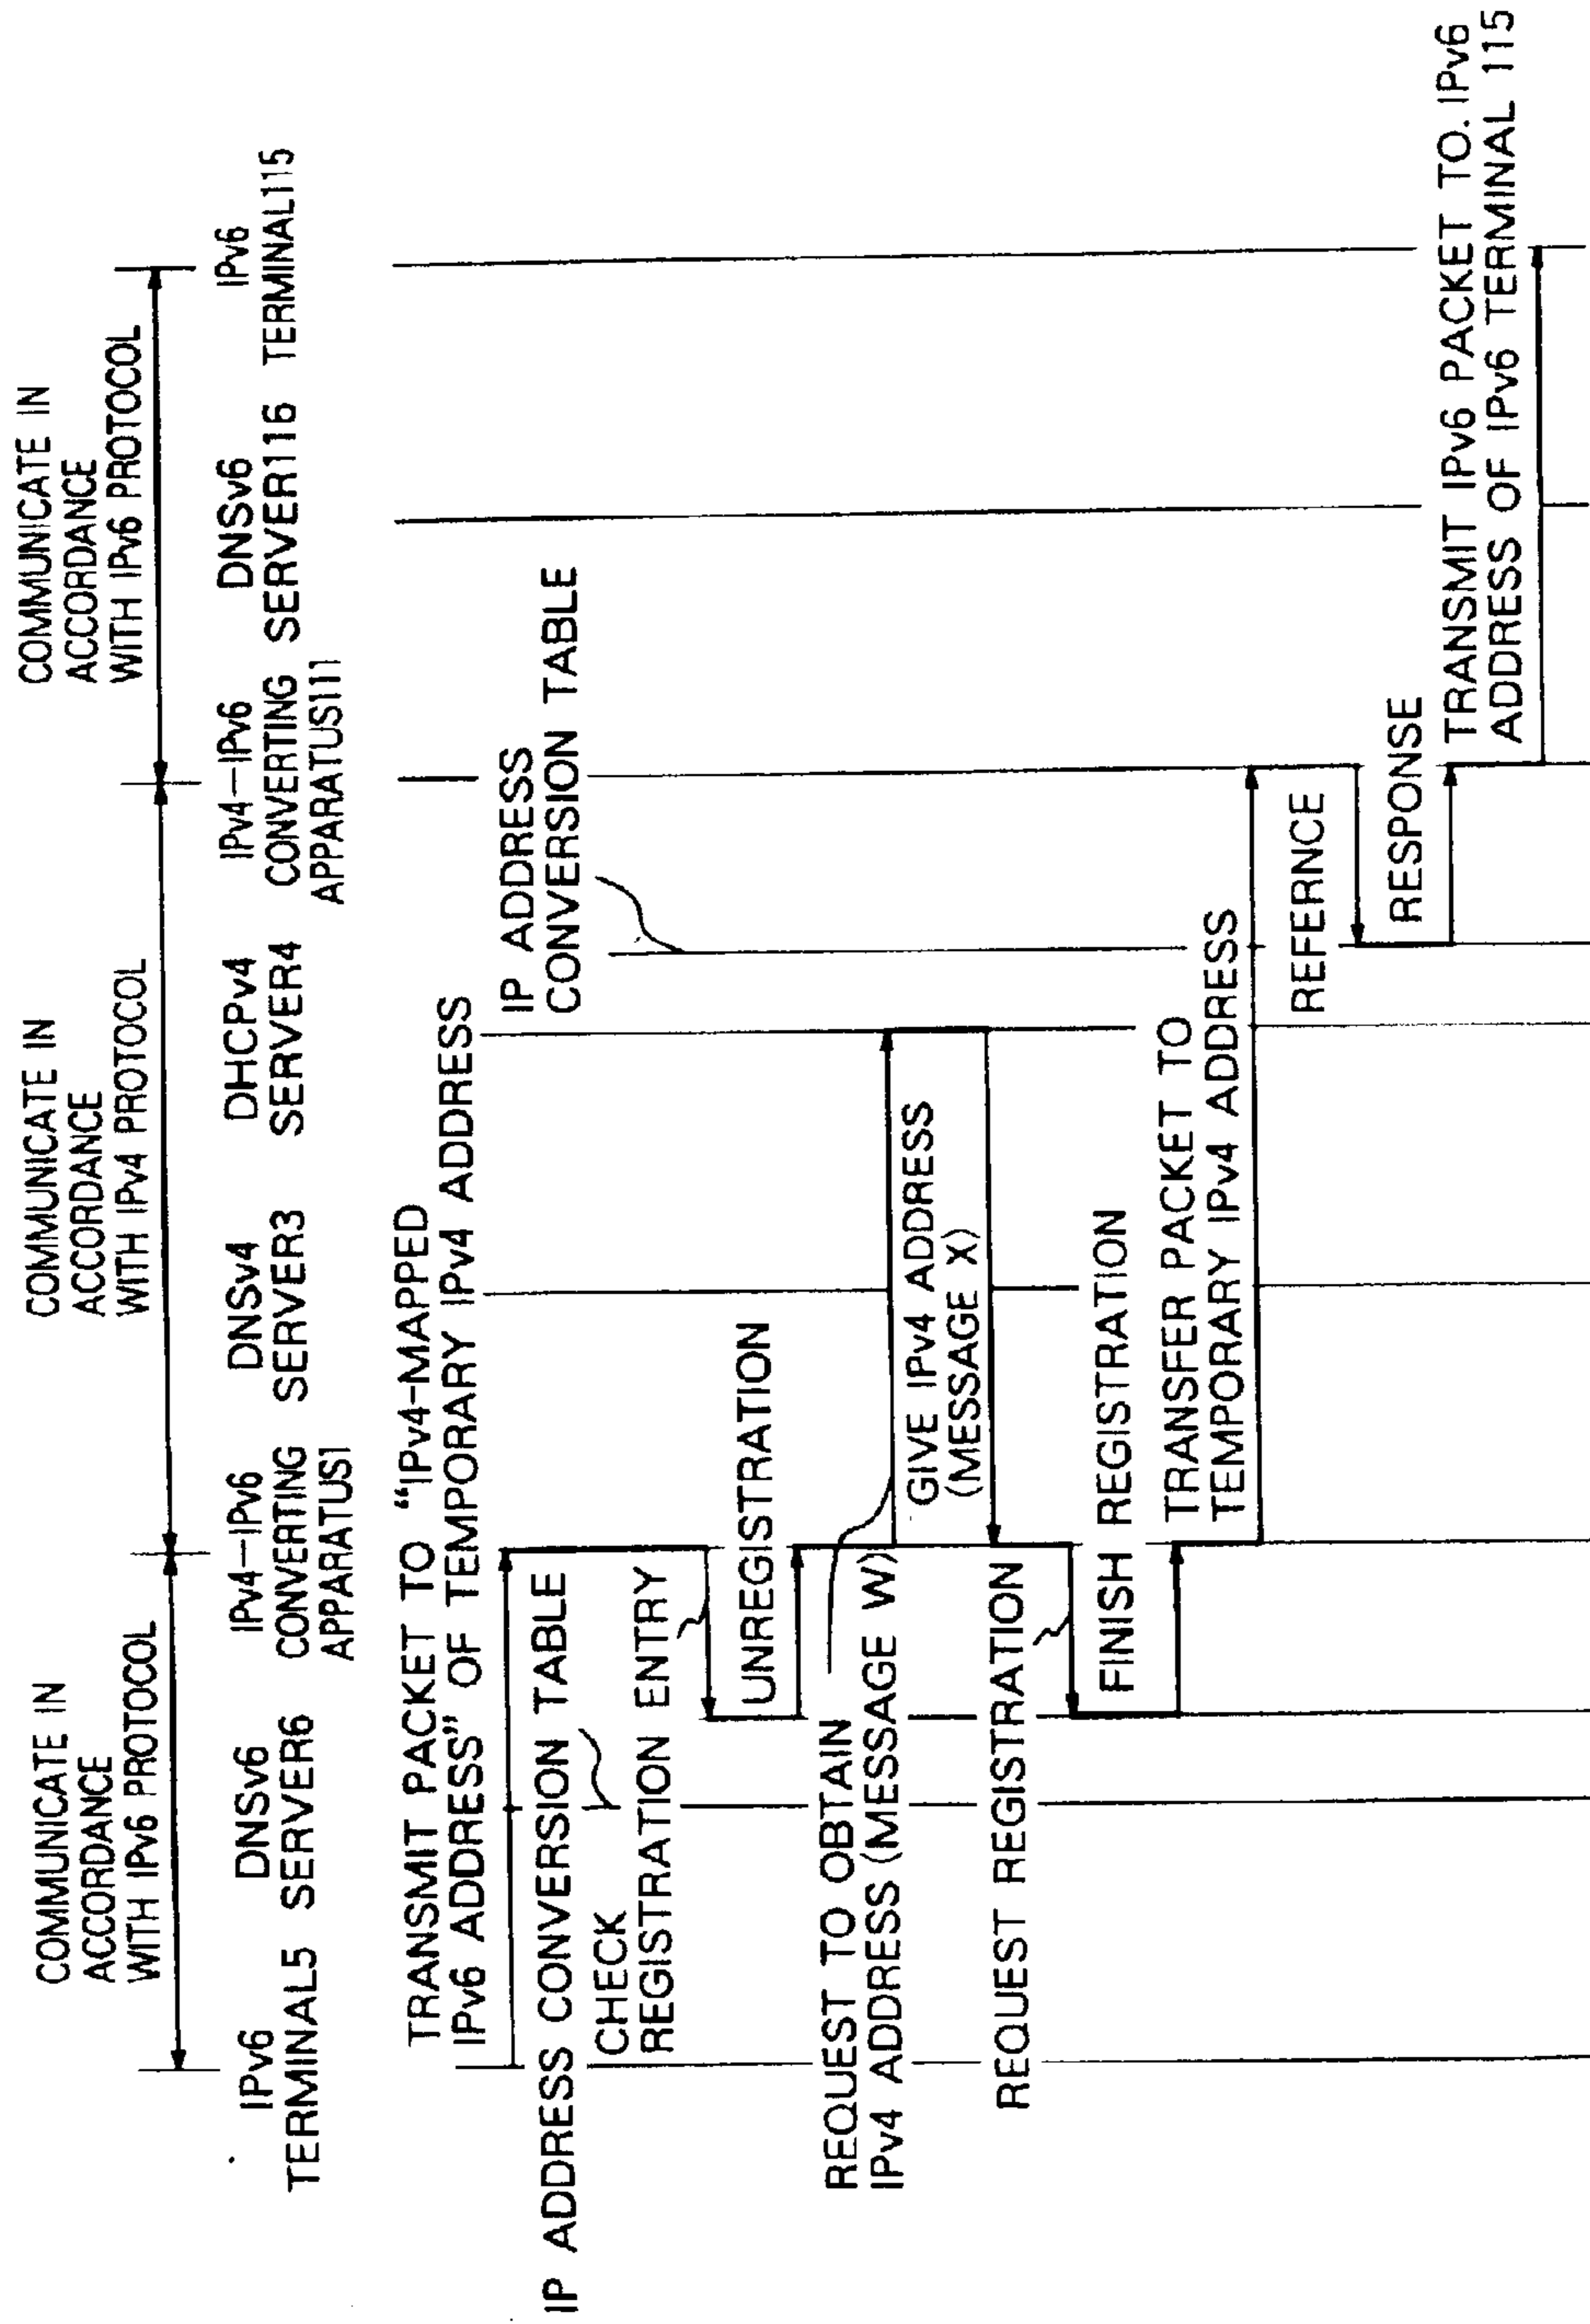 COMMUNICATE IN
ACCORDANCE
WITH IPv6 PROTOCOL
COMMUNICATE IN
ACCORDANCE
WITH IPv4 PROTOCOL
COMMUNICATE IN
ACCORDANCE
WITH IPv6 PROTOCOL
IPv6
TERMINAL5
DNSv6
SERVER6
IPv4-IPv6
CONVERTING
APPARATUS1
DNSv4
SERVER3
DHCPv4
SERVER4
IPv4-IPv6
CONVERTING
APPARATUS111
DNSv6
SERVER116
IPv6
TERMINAL115
TRANSMIT PACKET TO "IPv4-MAPPED
IPv6 ADDRESS" OF TEMPORARY IPv4 ADDRESS
IP ADDRESS
CONVERSION TABLE
IP ADDRESS CONVERSION TABLE
CHECK
REGISTRATION ENTRY
UNREGISTRATION
REQUEST TO OBTAIN
IPv4 ADDRESS (MESSAGE W)
GIVE IPv4 ADDRESS
(MESSAGE X)
REQUEST REGISTRATION
FINISH REGISTRATION
TRANSFER PACKET TO
TEMPORARY IPv4 ADDRESS
REFERNCE
RESPONSE
TRANSMIT IPv6 PACKET TO. IPv6
ADDRESS OF IPv6 TERMINAL 115